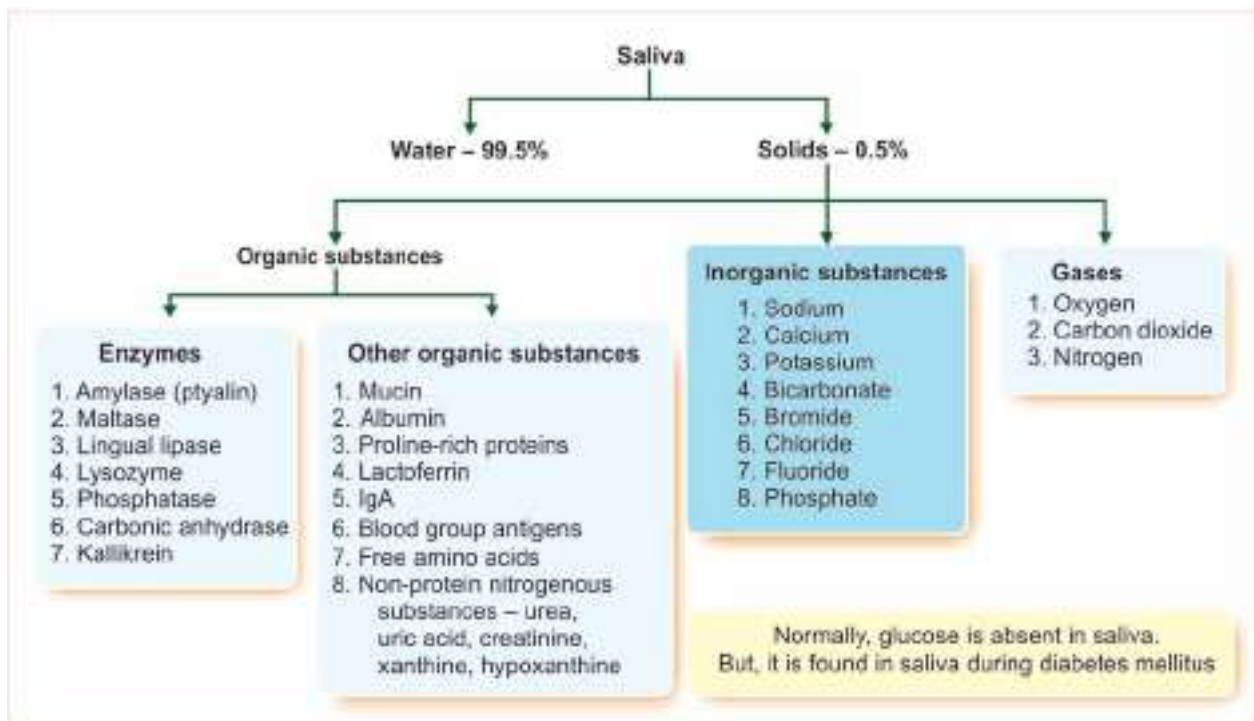 Saliva
Water – 99.5%
Solids – 0.5%
Organic substances
Enzymes
1. Amylase (ptyalin)
2. Maltase
3. Lingual lipase
4. Lysozyme
5. Phosphatase
6. Carbonic anhydrase
7. Kallikrein
Other organic substances
1. Mucin
2. Albumin
3. Proline-rich proteins
4. Lactoferrin
5. IgA
6. Blood group antigens
7. Free amino acids
8. Non-protein nitrogenous
substances – urea,
uric acid, creatinine,
xanthine, hypoxanthine
Inorganic substances
1. Sodium
2. Calcium
3. Potassium
4. Bicarbonate
5. Bromide
6. Chloride
7. Fluoride
8. Phosphate
Gases
1. Oxygen
2. Carbon dioxide
3. Nitrogen
Normally, glucose is absent in saliva.
But, it is found in saliva during diabetes mellitus